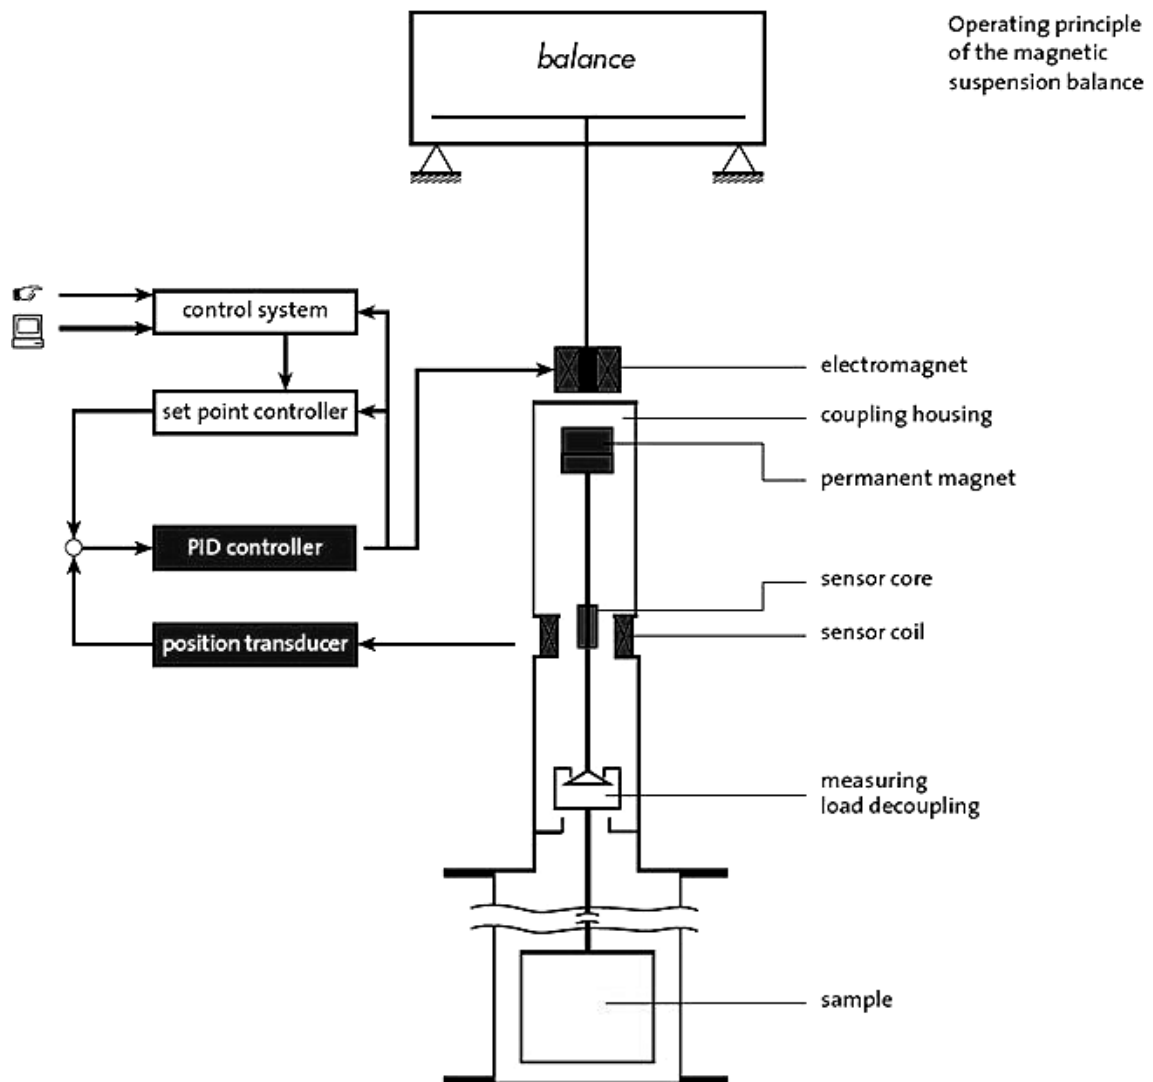 Operating principle
of the magnetic
suspension balance
balance
control system
set point controller
PID controller
position transducer
electromagnet
coupling housing
permanent magnet
sensor core
sensor coil
measuring
load decoupling
sample